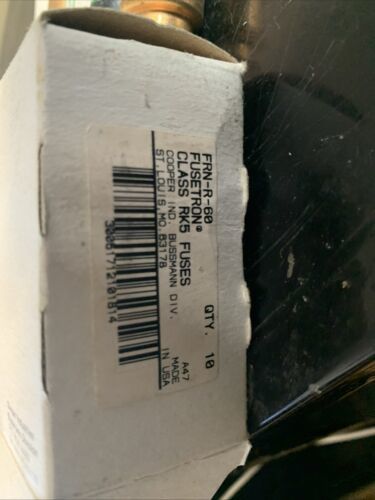 FRN-R-60 QTY. 10
FUSETRON®
CLASS RK5 FUSES
COOPER IND. BUSSMANN DIV.
ST.LOUIS,MO.63178
A47
MADE
IN USA
30061712101814